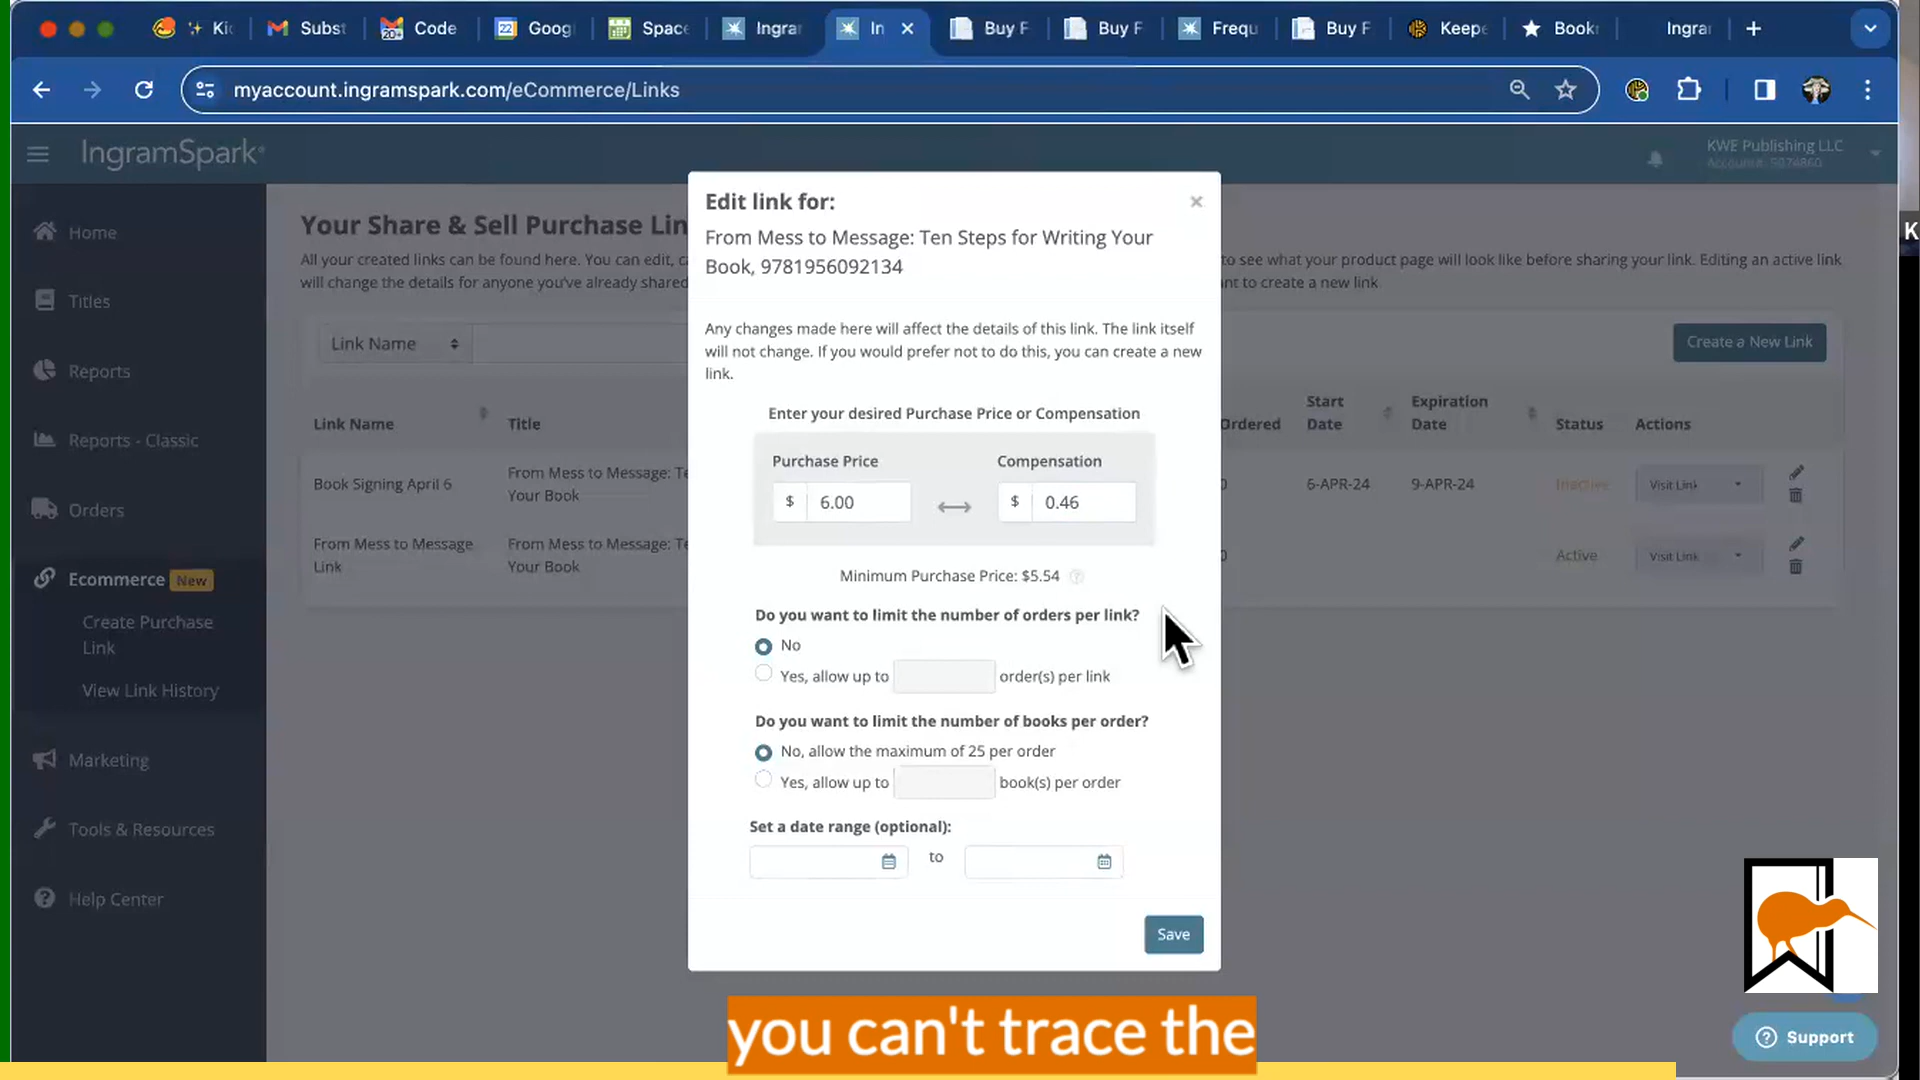 Kic
Subst
Code
Goog
Space
Ingrar
In
Buy F
Buy F
Frequ
Buy F
Keepe
Book
Ingrar
myaccount.ingramspark.com/eCommerce/Links
IngramSpark
KWE Publishing LLC
Home
Titles
Reports
Reports - Classic
Orders
Ecommerce New
Create Purchase
Link
View Link History
Marketing
Tools & Resources
Help Center
Your Share & Sell Purchase Lin
All your created links can be found here. You can edit, c
to see what your product page will look like before sharing your link. Editing an active link
will change the details for anyone you've already shared
nt to create a new link
Link Name
Create a New Link
Link Name
Title
Ordered
Start
Date
Expiration
Date
Status
Actions
Book Signing April 6
From Mess to Message: Te
Your Book
0
6-APR-24
9-APR-24
Inactive
Visit Link
From Mess to Message
Link
From Mess to Message: Te
Your Book
0
Active
Visit Link
Edit link for:
From Mess to Message: Ten Steps for Writing Your
Book, 9781956092134
Any changes made here will affect the details of this link. The link itself
will not change. If you would prefer not to do this, you can create a new
link.
Enter your desired Purchase Price or Compensation
Purchase Price
Compensation
$ 6.00
$ 0.46
Minimum Purchase Price: $5.54
Do you want to limit the number of orders per link?
No
Yes, allow up to order(s) per link
Do you want to limit the number of books per order?
No, allow the maximum of 25 per order
Yes, allow up to book(s) per order
Set a date range (optional):
to
Save
Support
K
you can't trace the